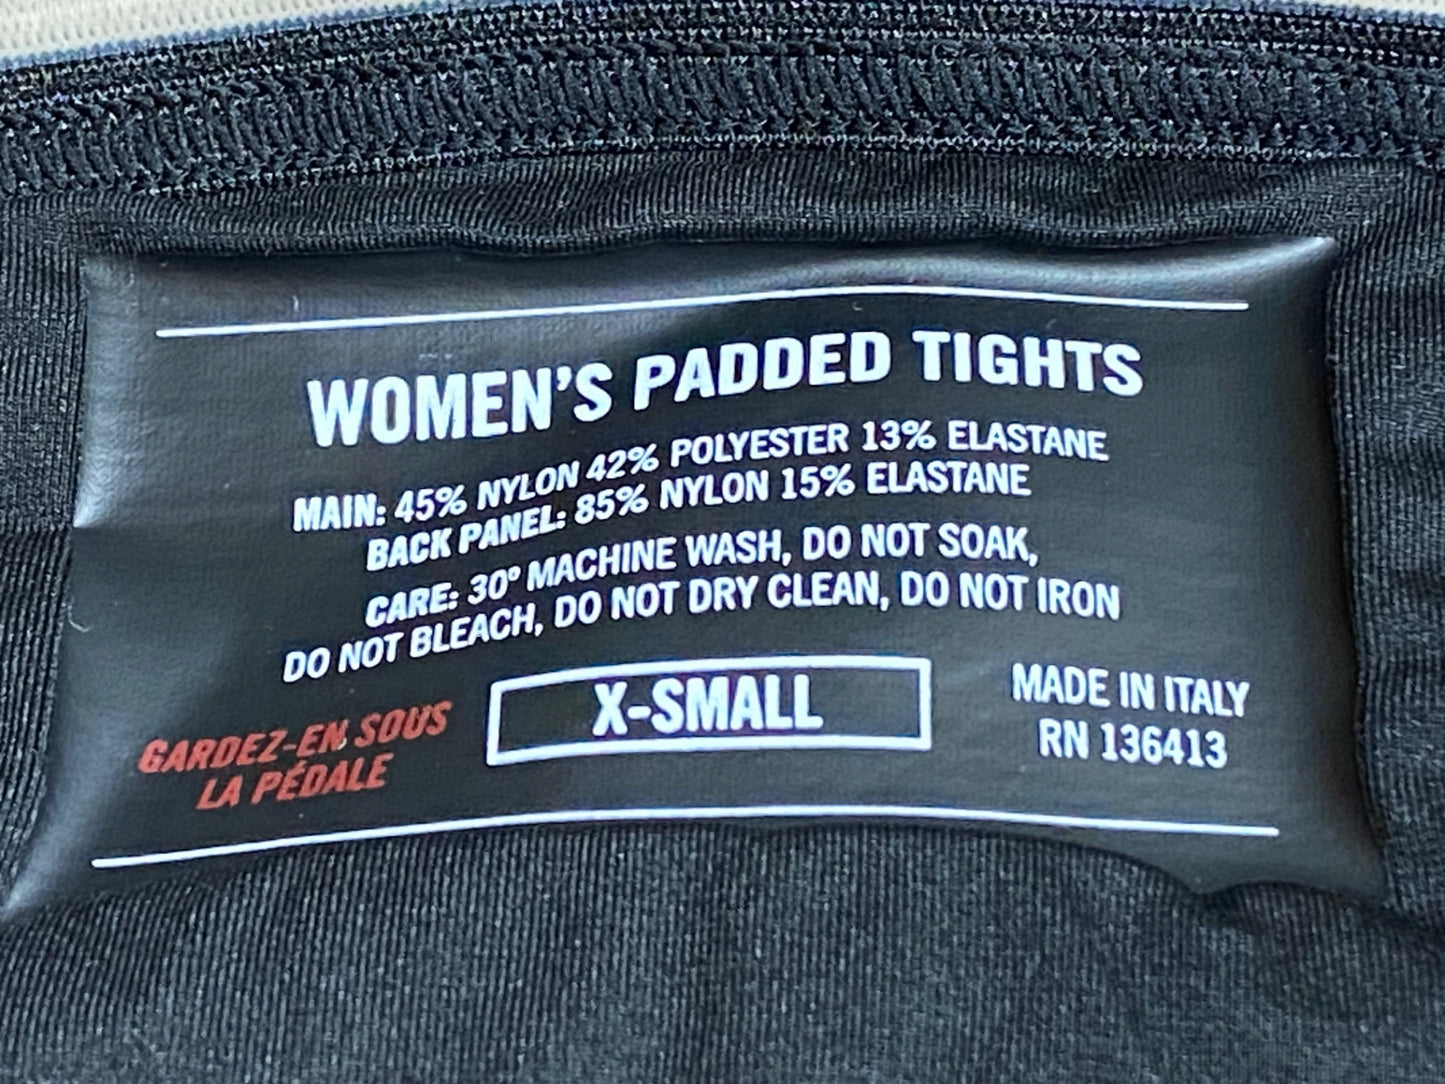 WOMEN'S PADDED TIGHTS
MAIN: 45% NYLON 42% POLYESTER 13% ELASTANE
BACK PANEL: 85% NYLON 15% ELASTANE
CARE: 30° MACHINE WASH, DO NOT SOAK,
DO NOT BLEACH, DO NOT DRY CLEAN, DO NOT IRON
GARDEZ-EN SOUS
LA PÉDALE
X-SMALL
MADE IN ITALY
RN 136413